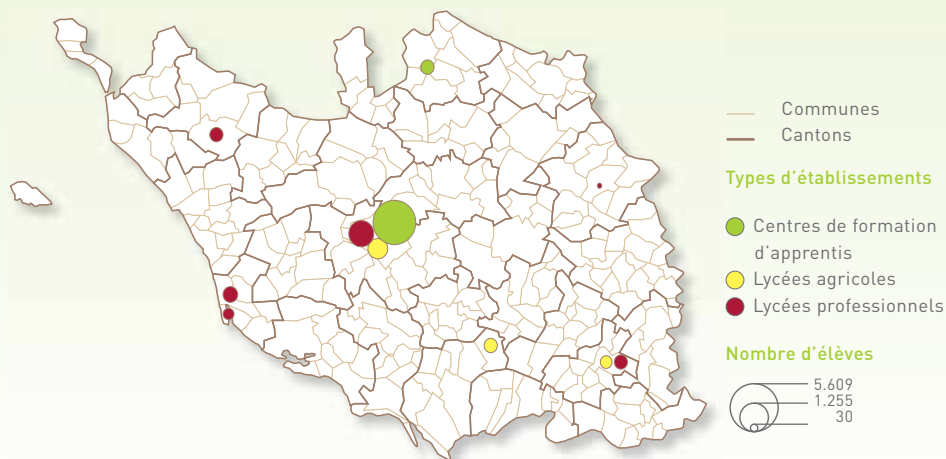 Communes
Cantons
Types d'établissements
Centres de formation
d'apprentis
Lycées agricoles
Lycées professionnels
Nombre d'élèves
5.609
1.255
30